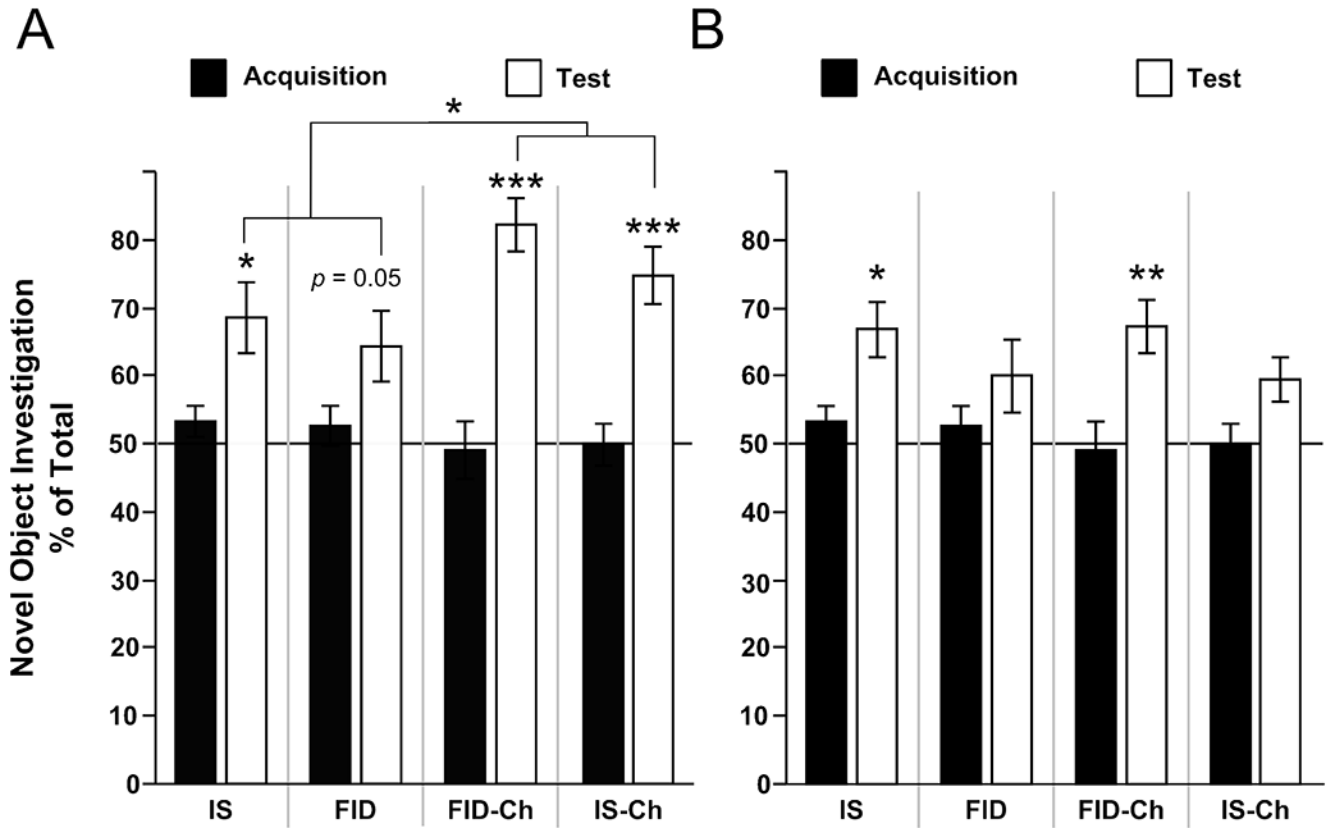 A
B
Acquisition
Test
Acquisition
Test
*
***
***
*
p = 0.05
*
**
80
70
60
50
40
30
20
10
0
80
70
60
50
40
30
20
10
0
Novel Object Investigation
% of Total
IS
FID
FID-Ch
IS-Ch
IS
FID
FID-Ch
IS-Ch